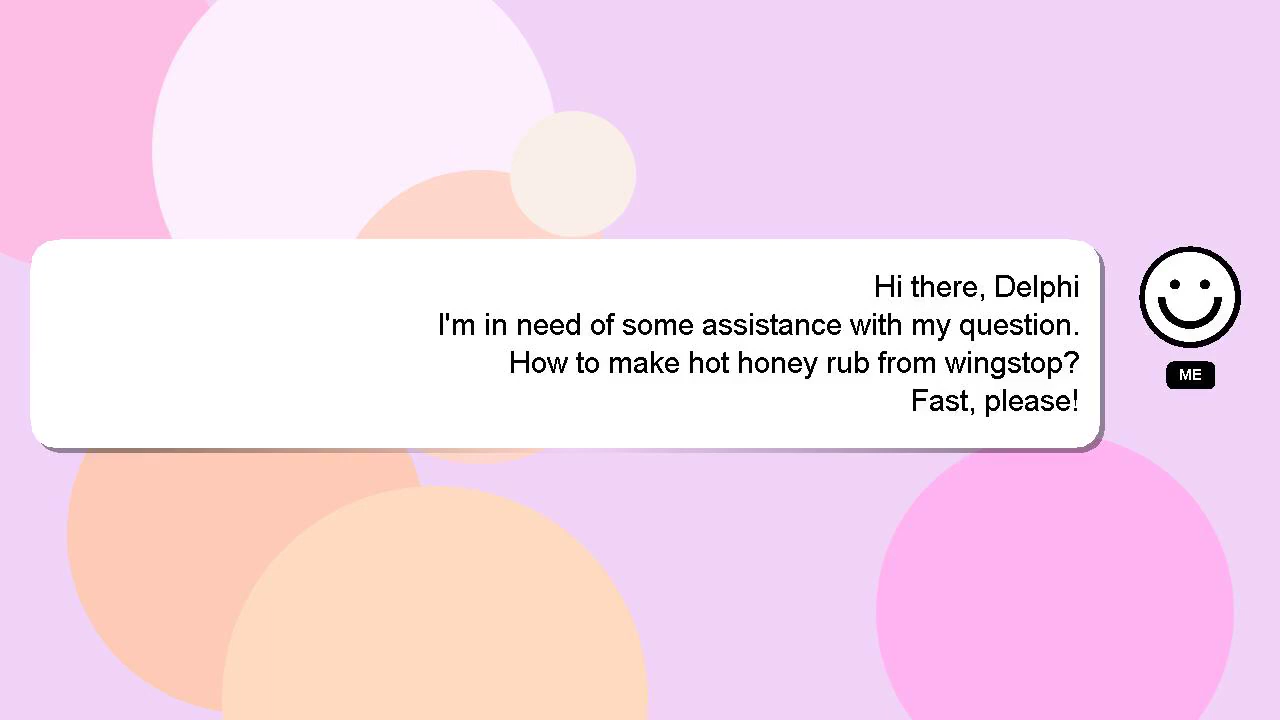 Hi there, Delphi
I'm in need of some assistance with my question.
How to make hot honey rub from wingstop?
Fast, please!
ME